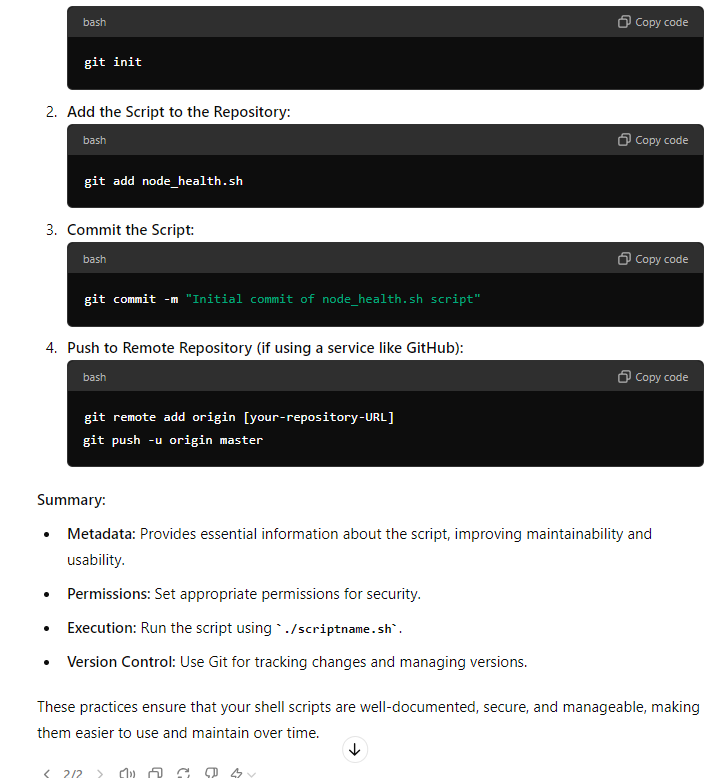 bash Copy code
git init
2. Add the Script to the Repository:
bash Copy code
git add node_health.sh
3. Commit the Script:
bash Copy code
git commit -m "Initial commit of node_health.sh script"
4. Push to Remote Repository (if using a service like GitHub):
bash Copy code
git remote add origin [your-repository-URL]
git push -u origin master
Summary:
• Metadata: Provides essential information about the script, improving maintainability and
usability.
• Permissions: Set appropriate permissions for security.
• Execution: Run the script using `./scriptname.sh`.
• Version Control: Use Git for tracking changes and managing versions.
These practices ensure that your shell scripts are well-documented, secure, and manageable, making
them easier to use and maintain over time.
2/2